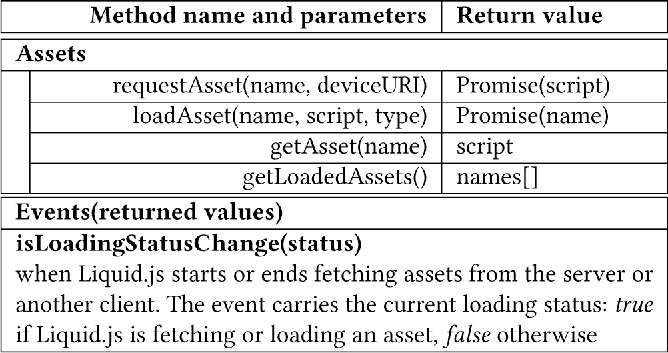 Method name and parameters Return value
Assets
requestAsset(name, deviceURI) Promise(script)
loadAsset(name, script, type) Promise(name)
getAsset(name) script
getLoadedAssets() names[]
Events(returned values)
isLoadingStatusChange(status)
when Liquid.js starts or ends fetching assets from the server or
another client. The event carries the current loading status: true
if Liquid.js is fetching or loading an asset, false otherwise